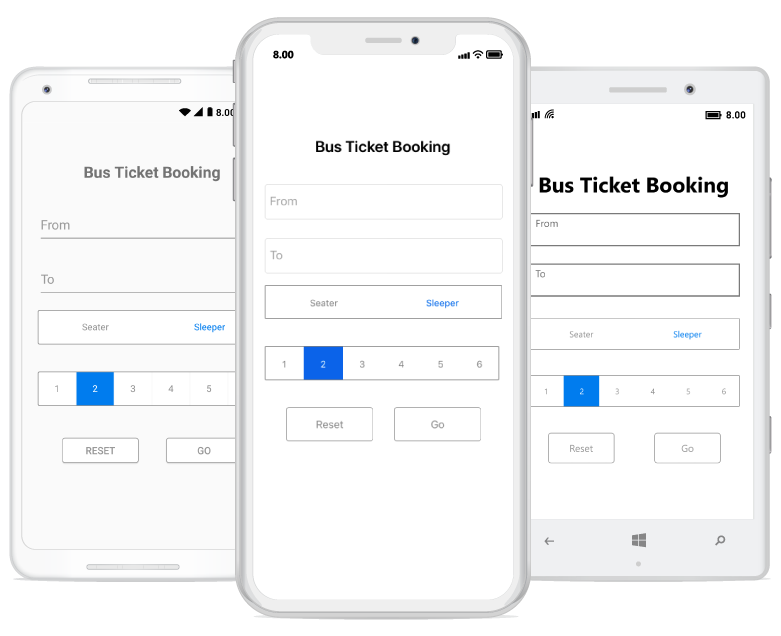 8.00
Bus Ticket Booking
From
To
Seater Sleeper
1 2 3 4 5
RESET GO
8.00
Bus Ticket Booking
From
To
Seater Sleeper
1 2 3 4 5 6
Reset Go
8.00
Bus Ticket Booking
From
To
Seater Sleeper
1 2 3 4 5 6
Reset Go